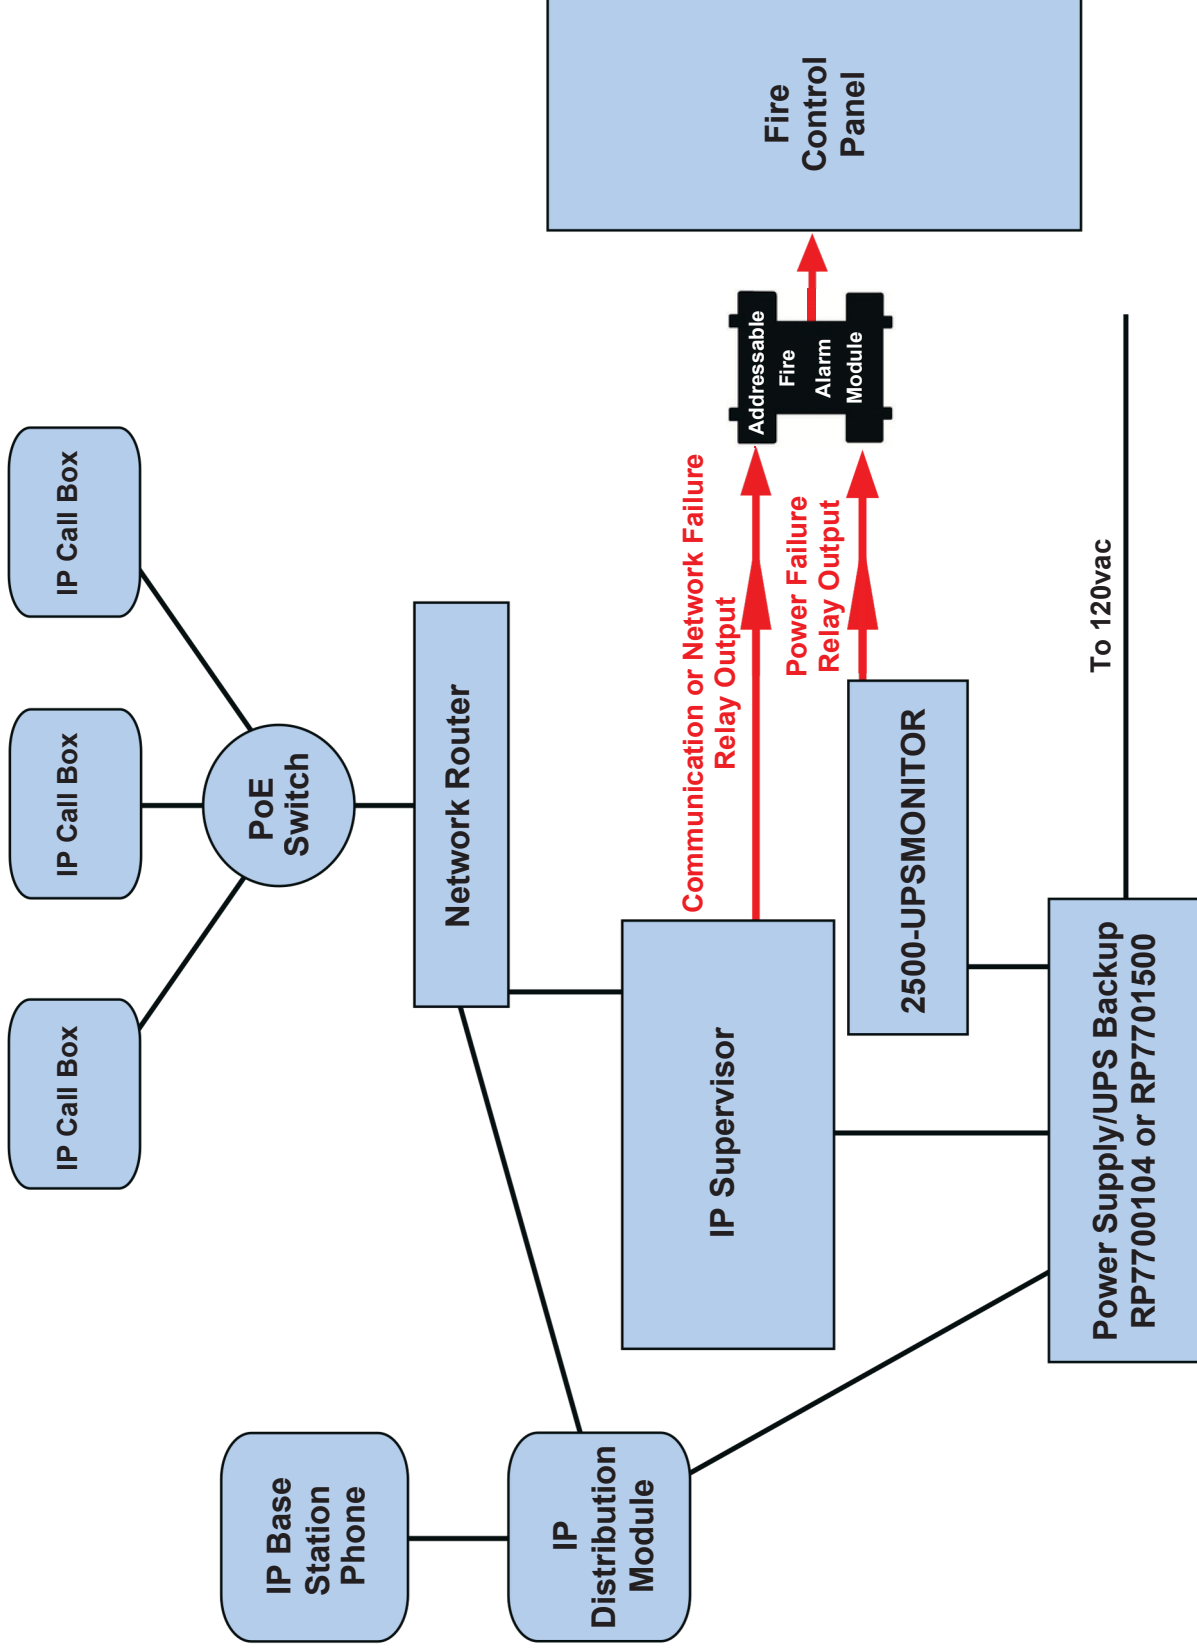 IP Base
Station
Phone
IP
Distribution
Module
IP Call Box
IP Call Box
IP Call Box
PoE
Switch
Network Router
IP Supervisor
Communication or Network Failure
Relay Output
2500-UPSMONITOR
Power Failure
Relay Output
Power Supply/UPS Backup
RP7700104 or RP7701500
To 120vac
Addressable
Fire
Alarm
Module
Fire
Control
Panel